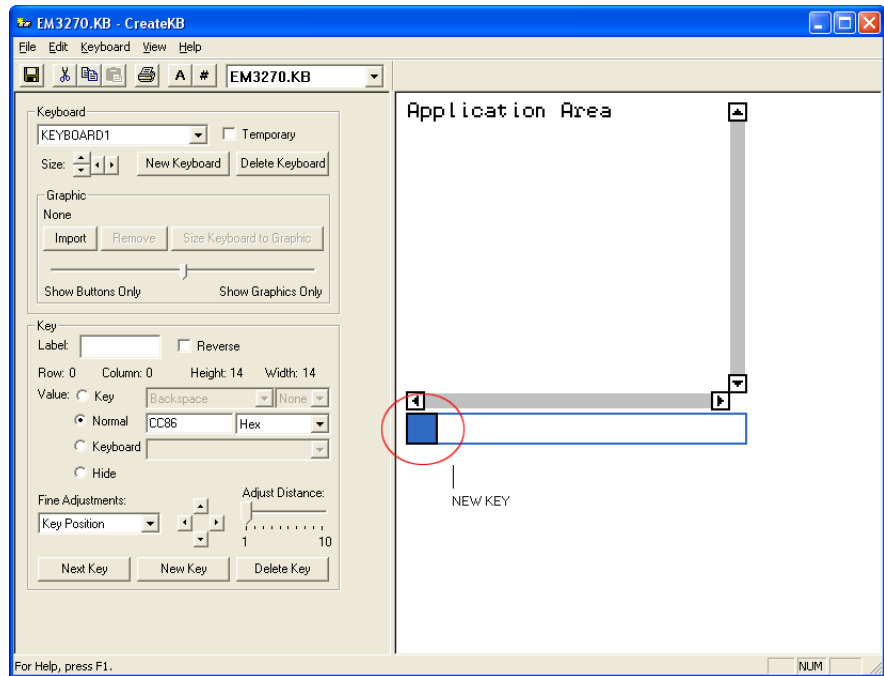 EM3270.KB - CreateKB
File Edit Keyboard View Help
A # EM3270.KB
Keyboard
KEYBOARD1 Temporary
Size: New Keyboard Delete Keyboard
Graphic
None
Import Remove Size Keyboard to Graphic
Show Buttons Only Show Graphics Only
Key
Label: Reverse
Row: 0 Column: 0 Height: 14 Width: 14
Value: Key Backspace None
Normal CC86 Hex
Keyboard
Hide
Fine Adjustments: Adjust Distance:
Key Position
1 10
Next Key New Key Delete Key
Application Area
NEW KEY
For Help, press F1. NUM